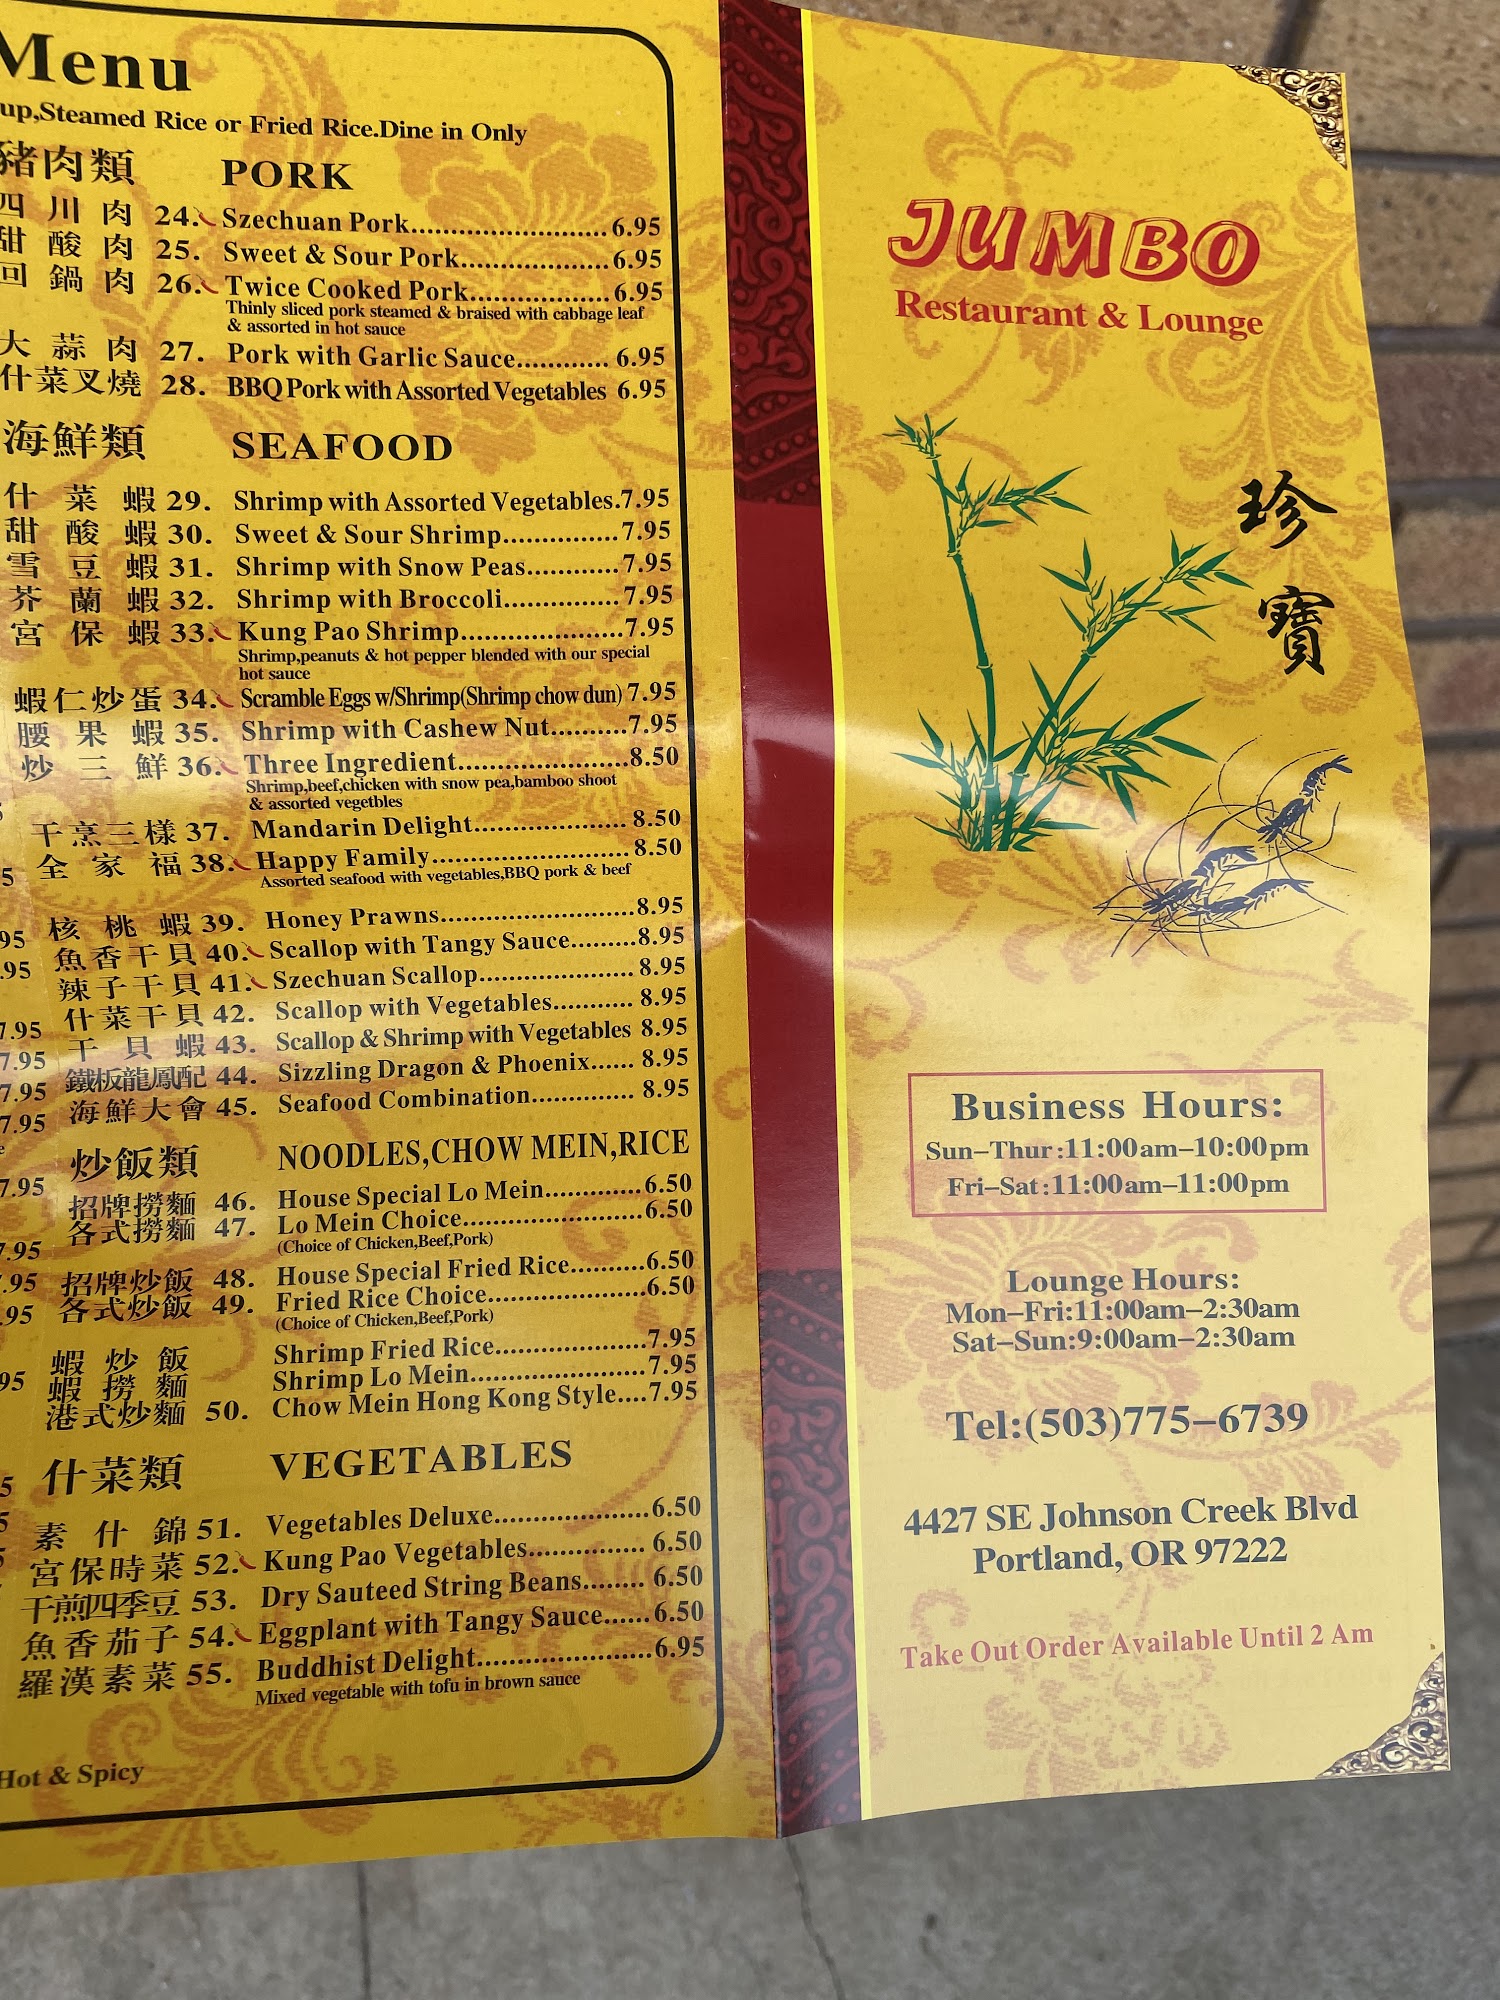 Menu
up,Steamed Rice or Fried Rice.Dine in Only
豬肉類 PORK
四川肉 24. Szechuan Pork 6.95
甜酸肉 25. Sweet & Sour Pork 6.95
回鍋肉 26. Twice Cooked Pork 6.95
Thinly sliced pork steamed & braised with cabbage leaf
& assorted in hot sauce
大蒜肉 27. Pork with Garlic Sauce 6.95
什菜叉燒 28. BBQ Pork with Assorted Vegetables 6.95
海鮮類 SEAFOOD
什菜蝦 29. Shrimp with Assorted Vegetables.7.95
甜酸蝦 30. Sweet & Sour Shrimp 7.95
雪豆蝦 31. Shrimp with Snow Peas 7.95
芥蘭蝦 32. Shrimp with Broccoli 7.95
宮保蝦 33. Kung Pao Shrimp 7.95
Shrimp,peanuts & hot pepper blended with our special
hot sauce
蝦仁炒蛋 34. Scramble Eggs w/Shrimp(Shrimp chow dun) 7.95
腰果蝦 35. Shrimp with Cashew Nut 7.95
炒三鮮 36. Three Ingredient 8.50
Shrimp,beef,chicken with snow pea,bamboo shoot
& assorted vegetbles
干烹三樣 37. Mandarin Delight 8.50
全家福 38. Happy Family 8.50
Assorted seafood with vegetables,BBQ pork & beef
核桃蝦 39. Honey Prawns 8.95
魚香干貝 40. Scallop with Tangy Sauce 8.95
辣子干貝 41. Szechuan Scallop 8.95
什菜干貝 42. Scallop with Vegetables 8.95
干貝蝦 43. Scallop & Shrimp with Vegetables 8.95
鐵板龍鳳配 44. Sizzling Dragon & Phoenix 8.95
海鮮大會 45. Seafood Combination 8.95
炒飯類 NOODLES,CHOW MEIN,RICE
招牌撈麵 46. House Special Lo Mein 6.50
各式撈麵 47. Lo Mein Choice 6.50
(Choice of Chicken,Beef,Pork)
招牌炒飯 48. House Special Fried Rice 6.50
各式炒飯 49. Fried Rice Choice 6.50
(Choice of Chicken,Beef,Pork)
蝦炒飯 Shrimp Fried Rice 7.95
蝦撈麵 Shrimp Lo Mein 7.95
港式炒麵 50. Chow Mein Hong Kong Style 7.95
什菜類 VEGETABLES
素什錦 51. Vegetables Deluxe 6.50
宮保時菜 52. Kung Pao Vegetables 6.50
干煎四季豆 53. Dry Sauteed String Beans 6.50
魚香茄子 54. Eggplant with Tangy Sauce 6.50
羅漢素菜 55. Buddhist Delight 6.95
Mixed vegetable with tofu in brown sauce
Hot & Spicy
JUMBO
Restaurant & Lounge
珍
寶
Business Hours:
Sun–Thur:11:00am–10:00pm
Fri–Sat:11:00am–11:00pm
Lounge Hours:
Mon–Fri:11:00am–2:30am
Sat–Sun:9:00am–2:30am
Tel:(503)775–6739
4427 SE Johnson Creek Blvd
Portland, OR 97222
Take Out Order Available Until 2 Am